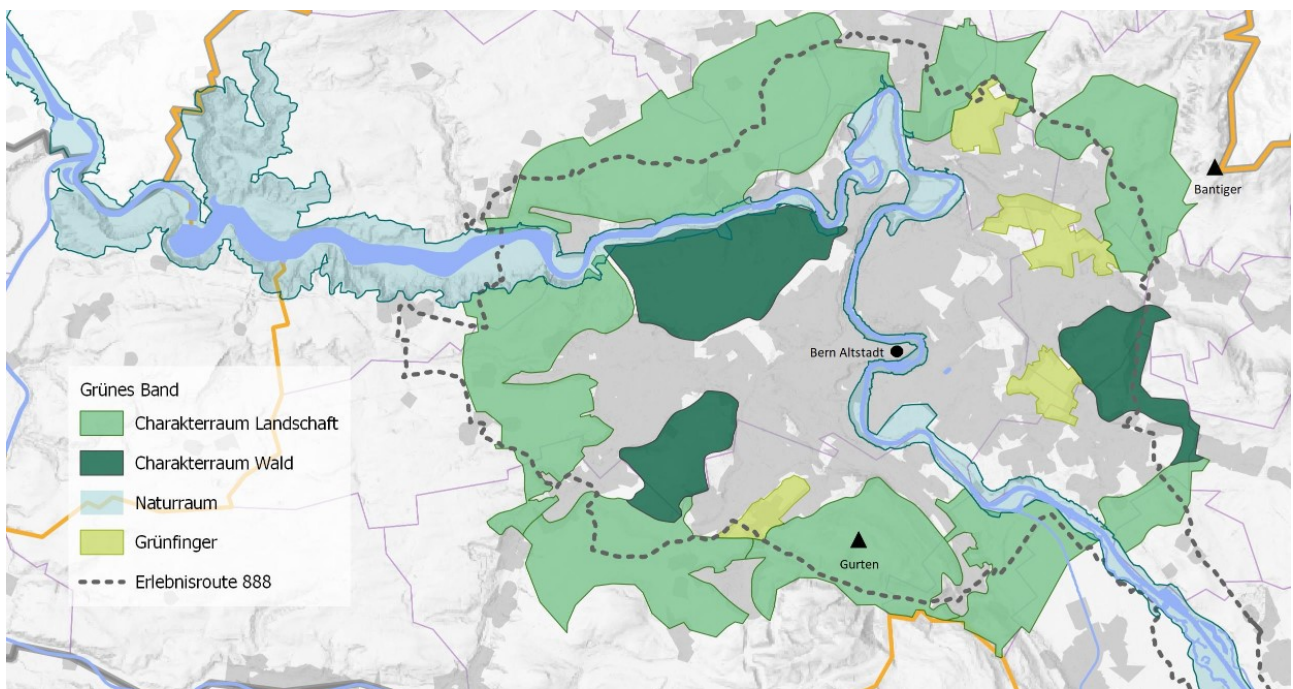 Bantiger
Bern Altstadt
Grünes Band
Charakterraum Landschaft
Charakterraum Wald
Naturraum
Grünfinger
Erlebnisroute 888
Gurten